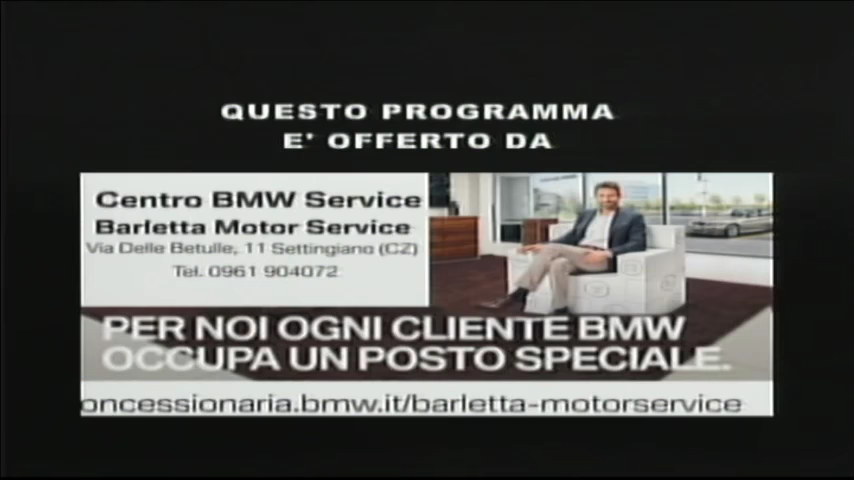 QUESTO PROGRAMMA
E' OFFERTO DA
Centro BMW Service
Barletta Motor Service
Via Delle Betulle, 11 Settingiano (CZ)
Tel. 0961 904072
PER NOI OGNI CLIENTE BMW
OCCUPA UN POSTO SPECIALE.
oncessionaria.bmw.it/barletta-motorservice